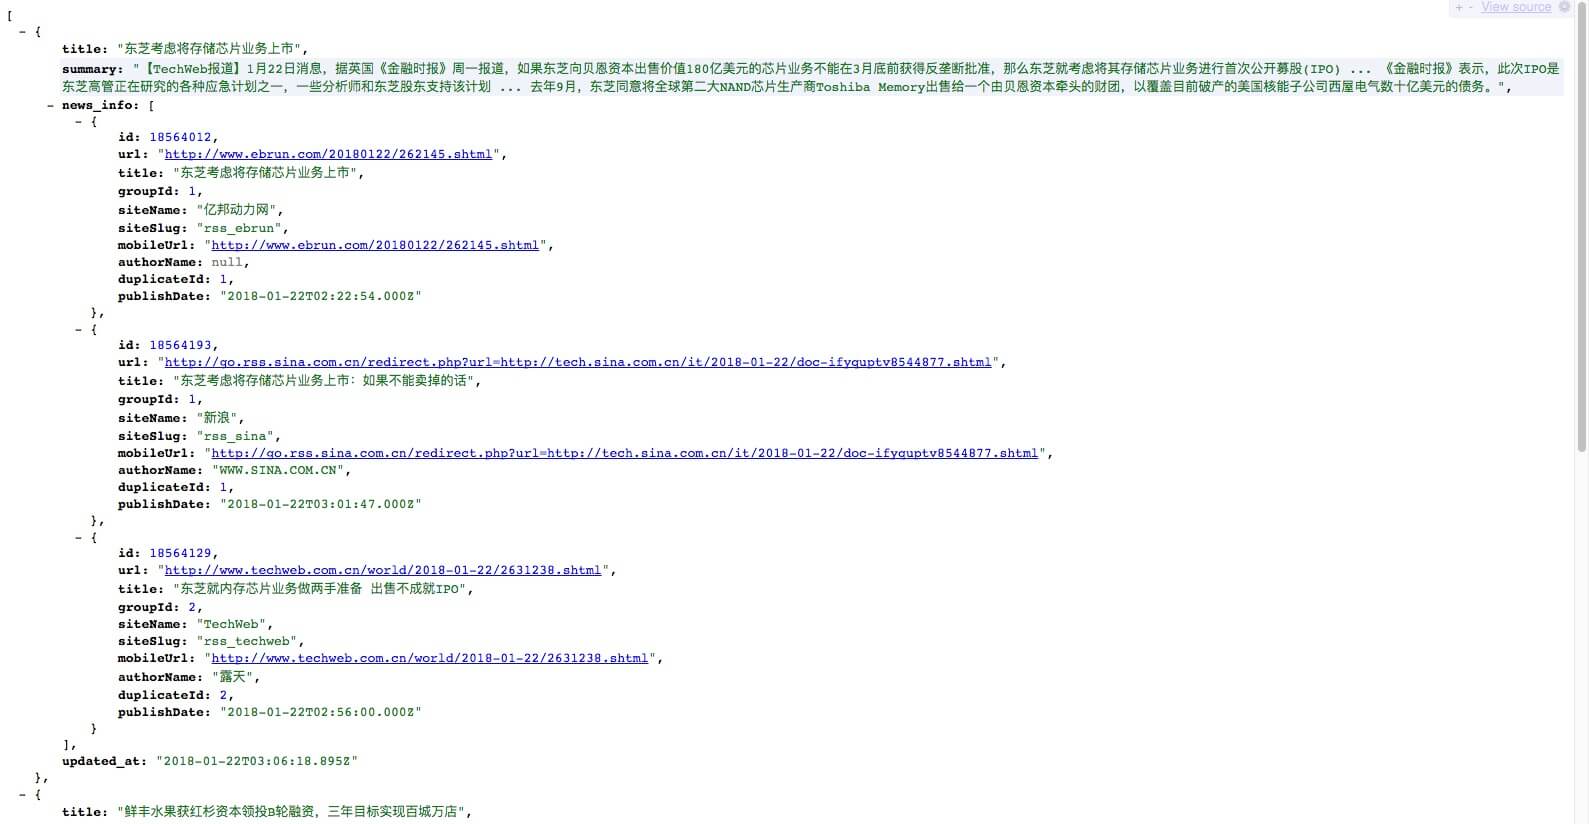 + - View source
[
- {
title: "东芝考虑将存储芯片业务上市",
summary: "【TechWeb报道】1月22日消息，据英国《金融时报》周一报道，如果东芝向贝恩资本出售价值180亿美元的芯片业务不能在3月底前获得反垄断批准，那么东芝就考虑将其存储芯片业务进行首次公开募股(IPO) ... 《金融时报》表示，此次IPO是
东芝高管正在研究的各种应急计划之一，一些分析师和东芝股东支持该计划 ... 去年9月，东芝同意将全球第二大NAND芯片生产商Toshiba Memory出售给一个由贝恩资本牵头的财团，以覆盖目前破产的美国核能子公司西屋电气数十亿美元的债务。",
- news_info: [
- {
id: 18564012,
url: "http://www.ebrun.com/20180122/262145.shtml",
title: "东芝考虑将存储芯片业务上市",
groupId: 1,
siteName: "亿邦动力网",
siteSlug: "rss_ebrun",
mobileUrl: "http://www.ebrun.com/20180122/262145.shtml",
authorName: null,
duplicateId: 1,
publishDate: "2018-01-22T02:22:54.000Z"
},
- {
id: 18564193,
url: "http://go.rss.sina.com.cn/redirect.php?url=http://tech.sina.com.cn/it/2018-01-22/doc-ifyquptv8544877.shtml",
title: "东芝考虑将存储芯片业务上市：如果不能卖掉的话",
groupId: 1,
siteName: "新浪",
siteSlug: "rss_sina",
mobileUrl: "http://go.rss.sina.com.cn/redirect.php?url=http://tech.sina.com.cn/it/2018-01-22/doc-ifyquptv8544877.shtml",
authorName: "WWW.SINA.COM.CN",
duplicateId: 1,
publishDate: "2018-01-22T03:01:47.000Z"
},
- {
id: 18564129,
url: "http://www.techweb.com.cn/world/2018-01-22/2631238.shtml",
title: "东芝就内存芯片业务做两手准备 出售不成就IPO",
groupId: 2,
siteName: "TechWeb",
siteSlug: "rss_techweb",
mobileUrl: "http://www.techweb.com.cn/world/2018-01-22/2631238.shtml",
authorName: "露天",
duplicateId: 2,
publishDate: "2018-01-22T02:56:00.000Z"
}
],
updated_at: "2018-01-22T03:06:18.895Z"
},
- {
title: "鲜丰水果获红杉资本领投B轮融资，三年目标实现百城万店",